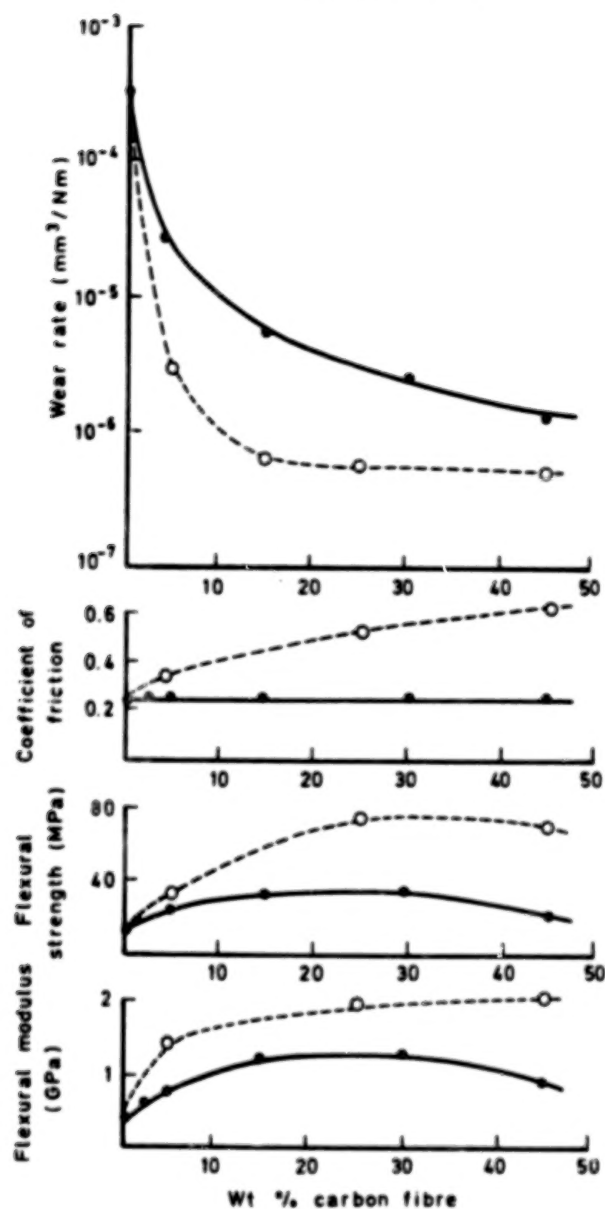 10⁻³
10⁻⁴
10⁻⁵
10⁻⁶
10⁻⁷
Wear rate (mm³/Nm)
10 20 30 40 50
0.6
0.4
0.2
Coefficient of
friction
10 20 30 40 50
80
40
Flexural
strength (MPa)
10 20 30 40 50
2
1
Flexural modulus
(GPa)
10 20 30 40 50
Wt % carbon fibre